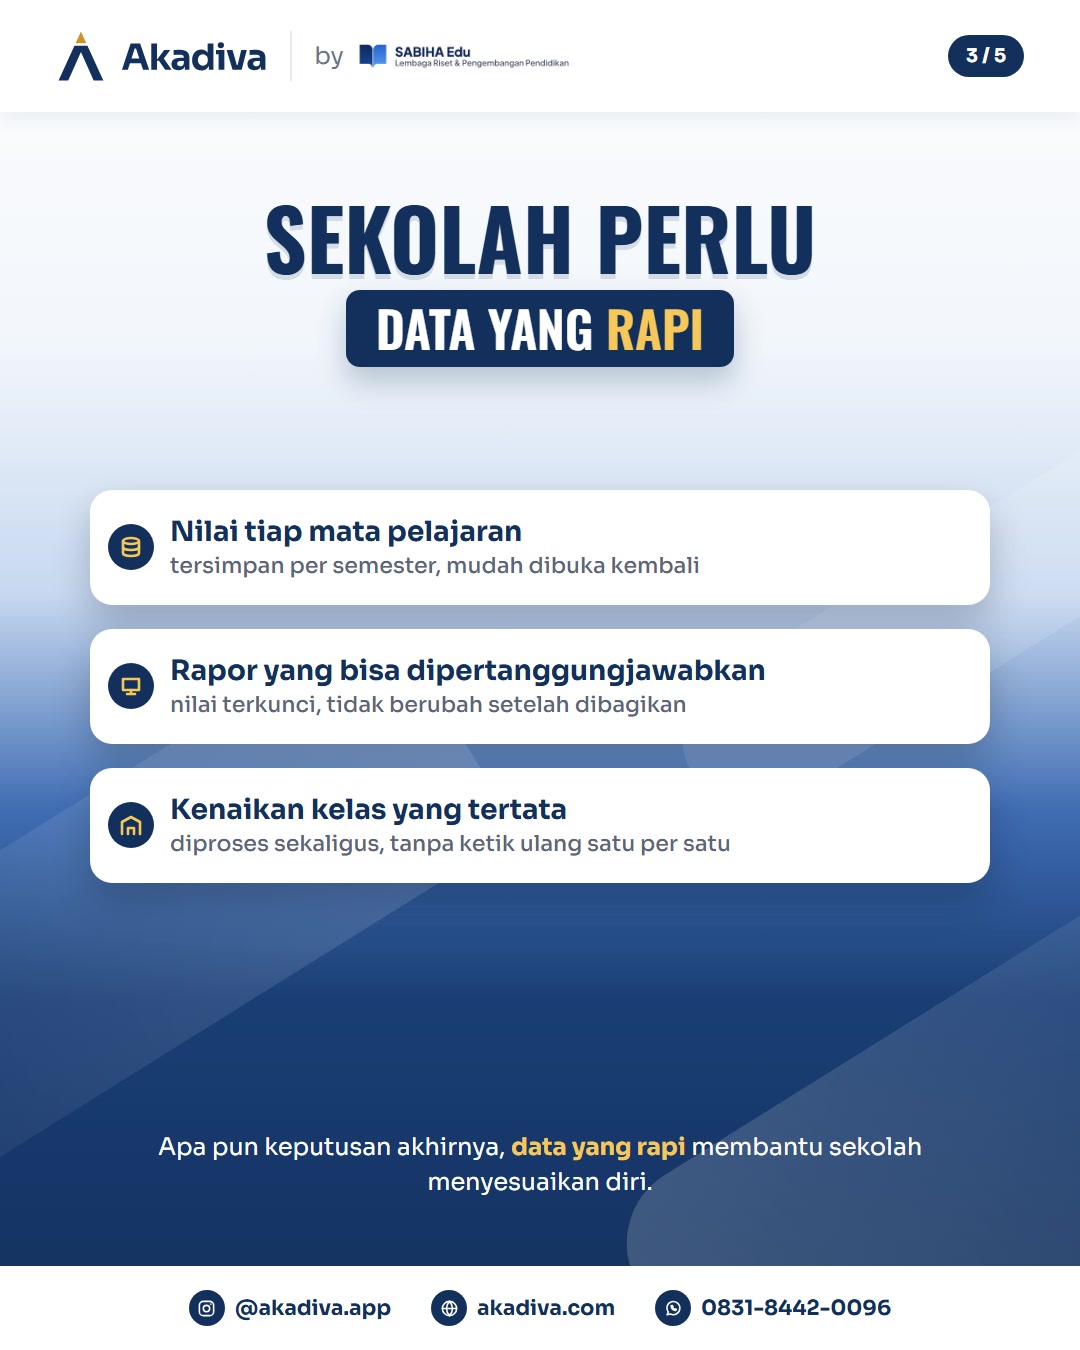 Akadiva
by
SABIHA Edu
Lembaga Riset & Pengembangan Pendidikan
3 / 5
SEKOLAH PERLU
DATA YANG RAPI
Nilai tiap mata pelajaran
tersimpan per semester, mudah dibuka kembali
Rapor yang bisa dipertanggungjawabkan
nilai terkunci, tidak berubah setelah dibagikan
Kenaikan kelas yang tertata
diproses sekaligus, tanpa ketik ulang satu per satu
Apa pun keputusan akhirnya, data yang rapi membantu sekolah
menyesuaikan diri.
@akadiva.app
akadiva.com
0831-8442-0096